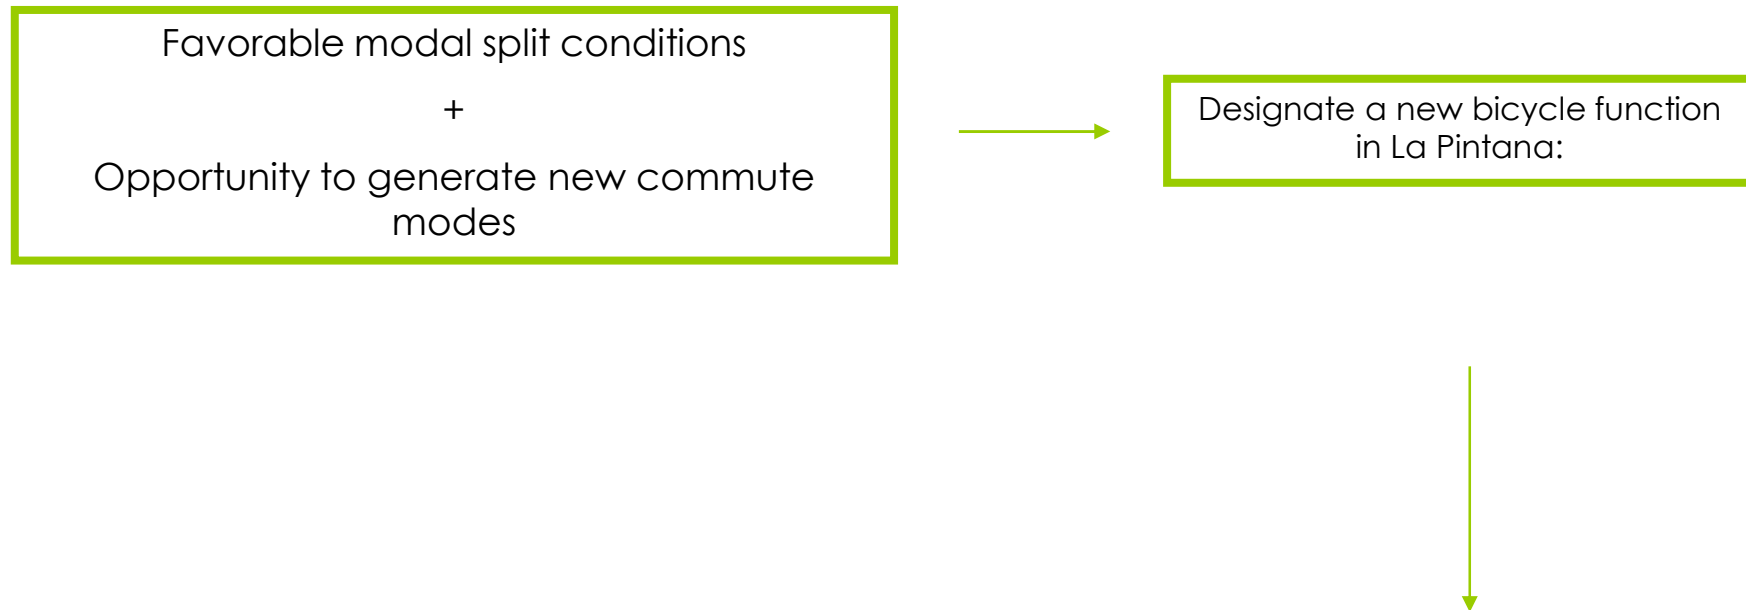 Favorable modal split conditions
+
Opportunity to generate new commute
modes
Designate a new bicycle function
in La Pintana: